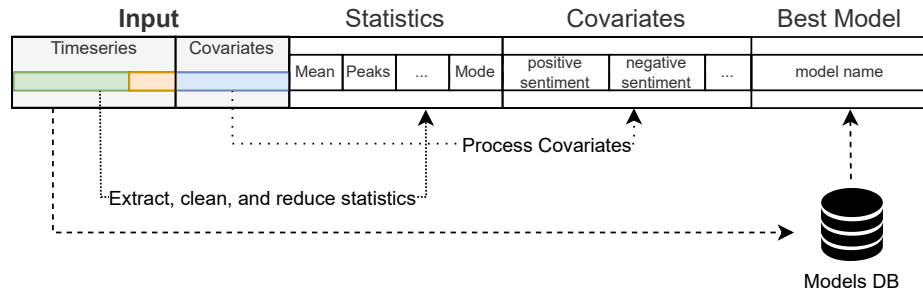 Input Statistics Covariates Best Model
Timeseries Covariates
Mean Peaks ... Mode positive sentiment negative sentiment ... model name
Process Covariates
Extract, clean, and reduce statistics
Models DB